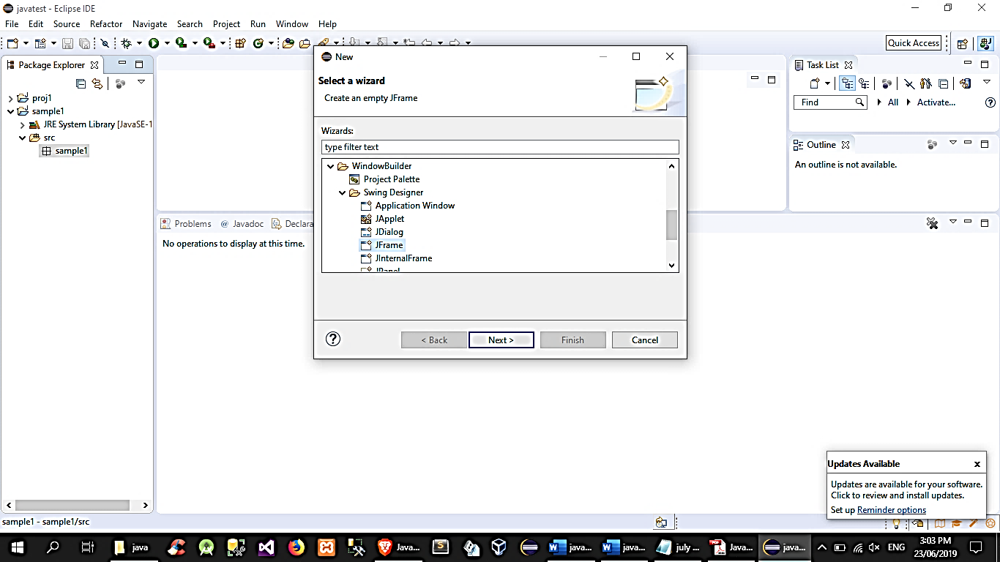 javatest - Eclipse IDE
File Edit Source Refactor Navigate Search Project Run Window Help
Quick Access
Package Explorer
proj1
sample1
JRE System Library [JavaSE-1
src
sample1
New
Select a wizard
Create an empty JFrame
Wizards:
type filter text
WindowBuilder
Project Palette
Swing Designer
Application Window
JApplet
JDialog
JFrame
JInternalFrame
JPanel
< Back Next > Finish Cancel
Task List
Find All Activate...
Outline
An outline is not available.
Problems @ Javadoc Declara
No operations to display at this time.
Updates Available
Updates are available for your software.
Click to review and install updates.
Set up Reminder options
sample1 - sample1/src
java Java... java... java... july ... Java... java... ENG 3:03 PM
23/06/2019